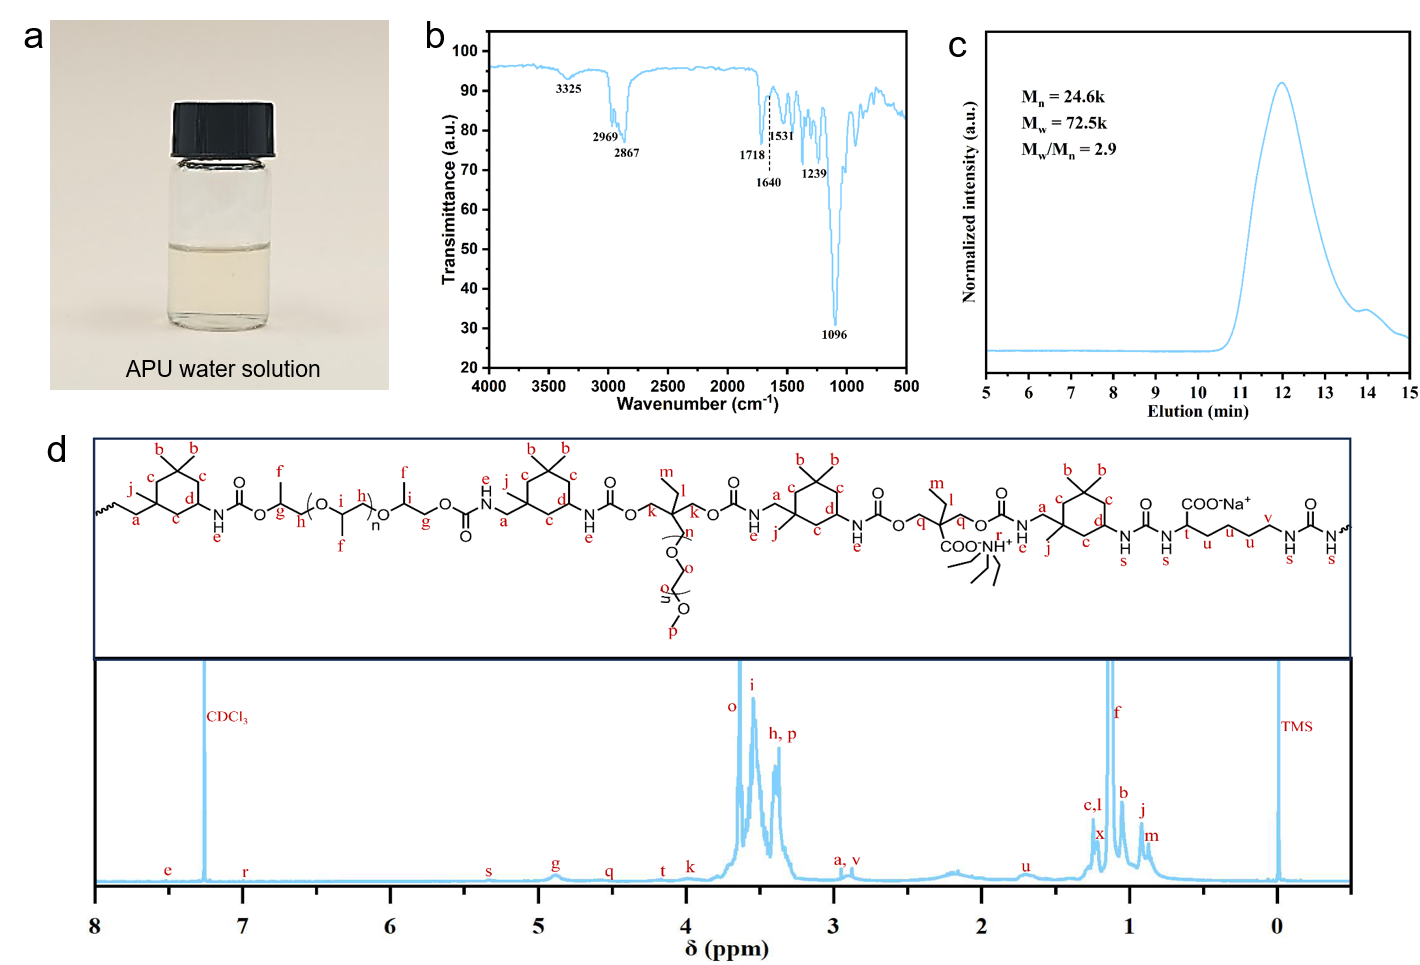 a
APU water solution
b
Transimittance (a.u.)
100
90
80
70
60
50
40
30
20
3325
2969
2867
1718
1640
1531
1239
1096
4000 3500 3000 2500 2000 1500 1000 500
Wavenumber (cm⁻¹)
c
Normalized intensity (a.u.)
Mn = 24.6k
Mw = 72.5k
Mw/Mn = 2.9
5 6 7 8 9 10 11 12 13 14 15
Elution (min)
d
b b b b b b b b
f f m m
c c c c c c c c
j i h e j l a a v
d d d d
NH O O O O O O N H NH O O O O N H NH O O O O N H N H N H N H N H
COO⁻Na⁺
a c e g h f n g a c e k k n e j c e q q r e j c s s t u u u s s
COO⁻NH⁺
O o o n O p
CDCl₃
TMS
e r s g q t k o i h, p a, v u c,l x f b j m
8 7 6 5 4 3 2 1 0
δ (ppm)